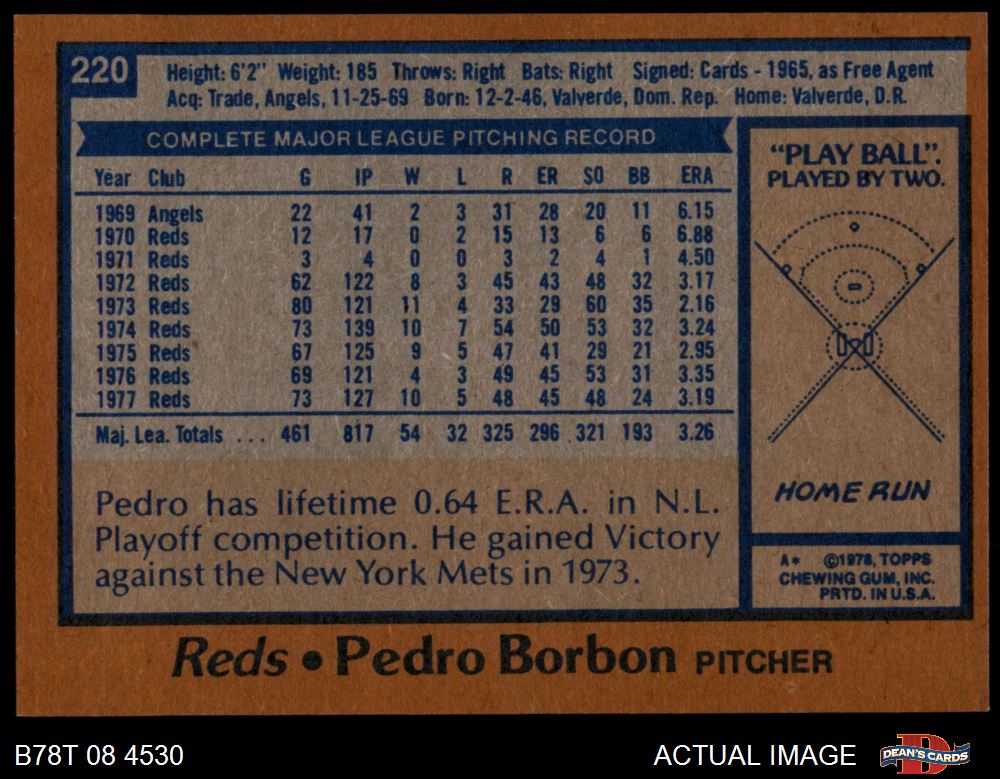 220
Height: 6'2" Weight: 185 Throws: Right Bats: Right Signed: Cards - 1965, as Free Agent
Acq: Trade, Angels, 11-25-69 Born: 12-2-46, Valverde, Dom. Rep. Home: Valverde, D.R.
COMPLETE MAJOR LEAGUE PITCHING RECORD
Year Club G IP W L R ER SO BB ERA
1969 Angels 22 41 2 3 31 28 20 11 6.15
1970 Reds 12 17 0 2 15 13 6 6 6.88
1971 Reds 3 4 0 0 3 2 4 1 4.50
1972 Reds 62 122 8 3 45 43 48 32 3.17
1973 Reds 80 121 11 4 33 29 60 35 2.16
1974 Reds 73 139 10 7 54 50 53 32 3.24
1975 Reds 67 125 9 5 47 41 29 21 2.95
1976 Reds 69 121 4 3 49 45 53 31 3.35
1977 Reds 73 127 10 5 48 45 48 24 3.19
Maj. Lea. Totals ... 461 817 54 32 325 296 321 193 3.26
Pedro has lifetime 0.64 E.R.A. in N.L.
Playoff competition. He gained Victory
against the New York Mets in 1973.
"PLAY BALL".
PLAYED BY TWO.
HOME RUN
A* ©1978, TOPPS
CHEWING GUM, INC.
PRTD. IN U.S.A.
Reds • Pedro Borbon PITCHER
B78T 08 4530
ACTUAL IMAGE
DEAN'S CARDS